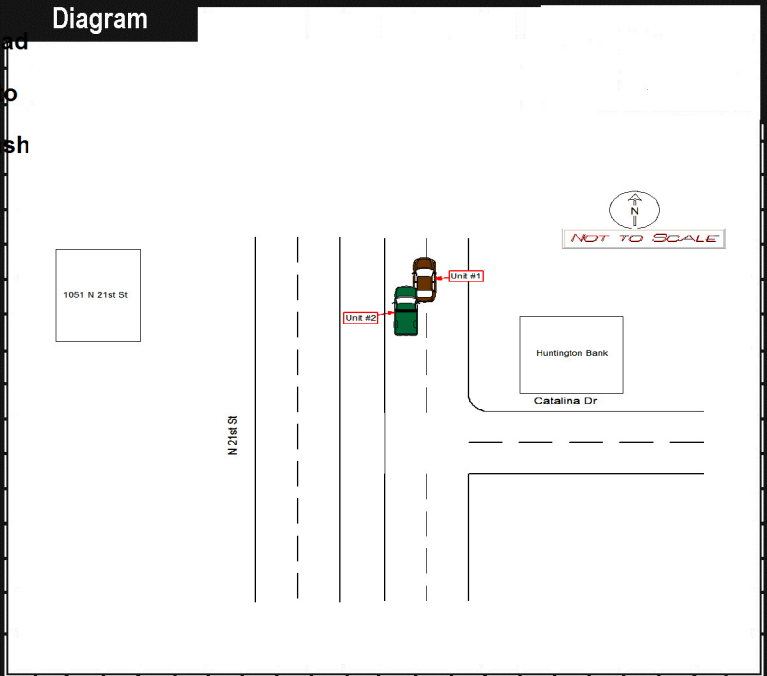 Diagram
ad
o
sh
N
NOT TO SCALE
1051 N 21st St
Unit #1
Unit #2
Huntington Bank
Catalina Dr
N 21st St